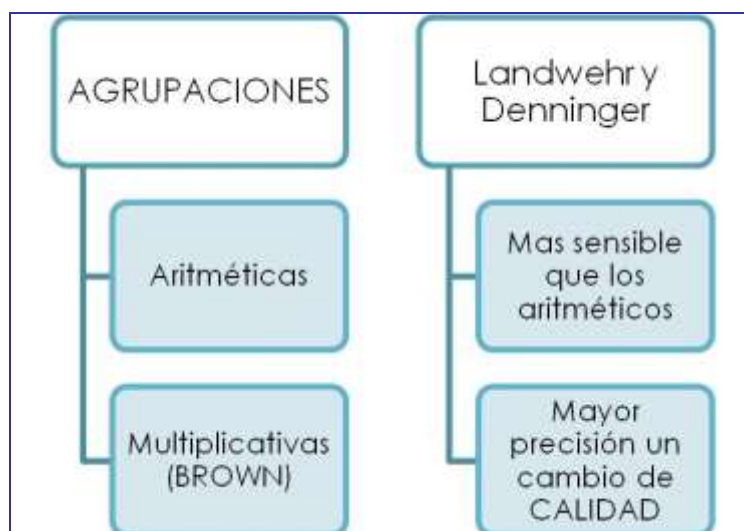 AGRUPACIONES
Aritméticas
Multiplicativas
(BROWN)
Landwehr y
Denninger
Mas sensible
que los
aritméticos
Mayor
precisión un
cambio de
CALIDAD